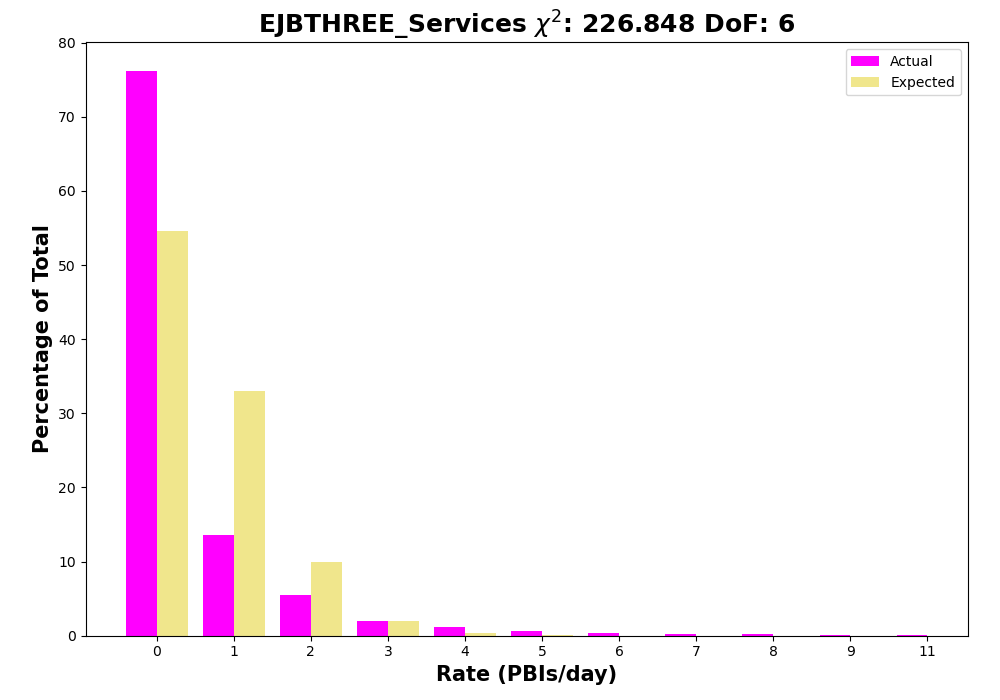 EJBTHREE_Services χ²: 226.848 DoF: 6
Actual
Expected
Percentage of Total
80
70
60
50
40
30
20
10
0
0 1 2 3 4 5 6 7 8 9 11
Rate (PBIs/day)